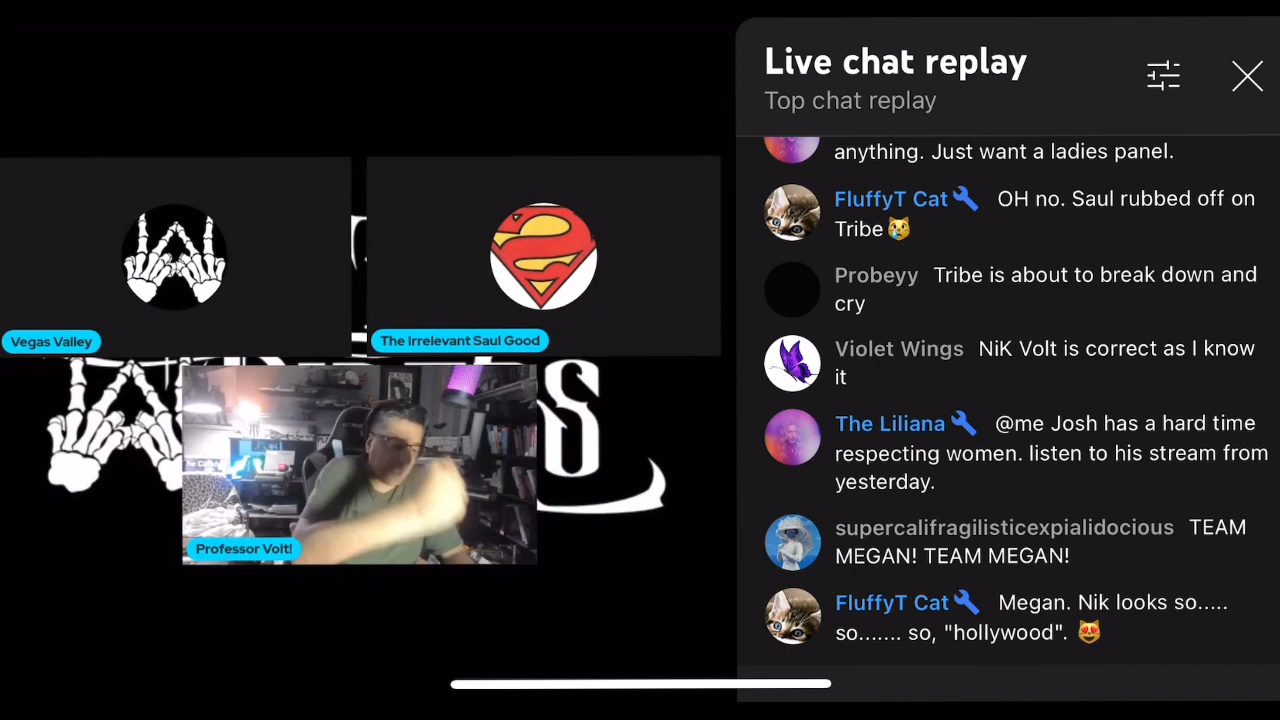 Live chat replay
Top chat replay
anything. Just want a ladies panel.
FluffyT Cat OH no. Saul rubbed off on
Tribe😿
Probeyy Tribe is about to break down and
cry
Violet Wings NiK Volt is correct as I know
it
The Liliana @me Josh has a hard time
respecting women. listen to his stream from
yesterday.
supercalifragilisticexpialidocious TEAM
MEGAN! TEAM MEGAN!
FluffyT Cat Megan. Nik looks so.....
so....... so, "hollywood". 😻
Vegas Valley
The Irrelevant Saul Good
Professor Volt!